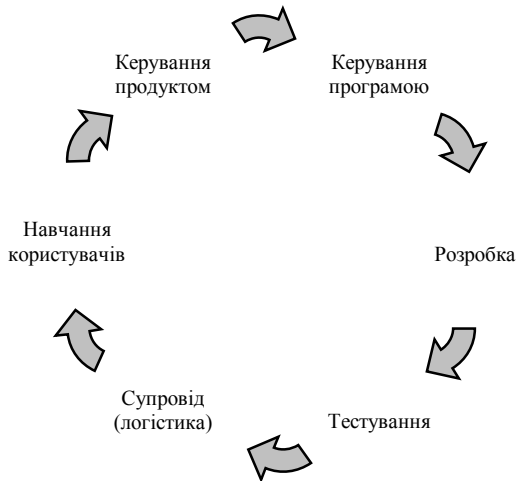 Керування
продуктом
Керування
програмою
Розробка
Тестування
Супровід
(логістика)
Навчання
користувачів